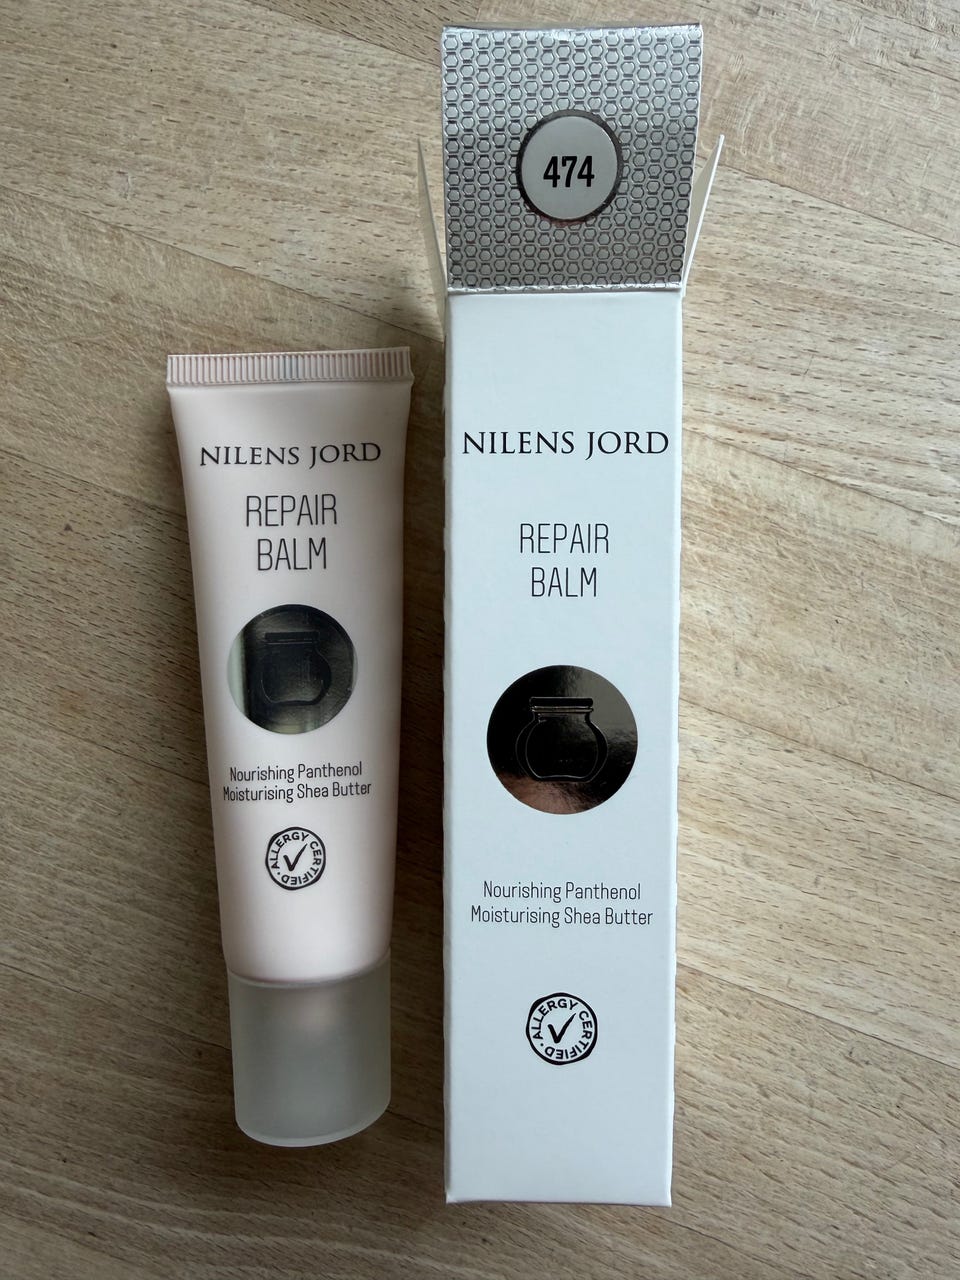 474
NILENS JORD
REPAIR
BALM
Nourishing Panthenol
Moisturising Shea Butter
ALLERGY CERTIFIED
NILENS JORD
REPAIR
BALM
Nourishing Panthenol
Moisturising Shea Butter
ALLERGY CERTIFIED